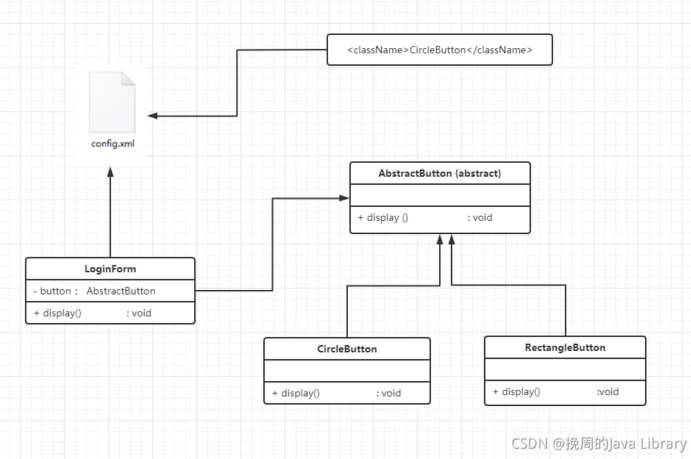 <className>CircleButton</className>
config.xml
AbstractButton (abstract)
+ display () : void
LoginForm
- button : AbstractButton
+ display() : void
CircleButton
+ display() : void
RectangleButton
+ display() :void
CSDN @挽周的Java Library